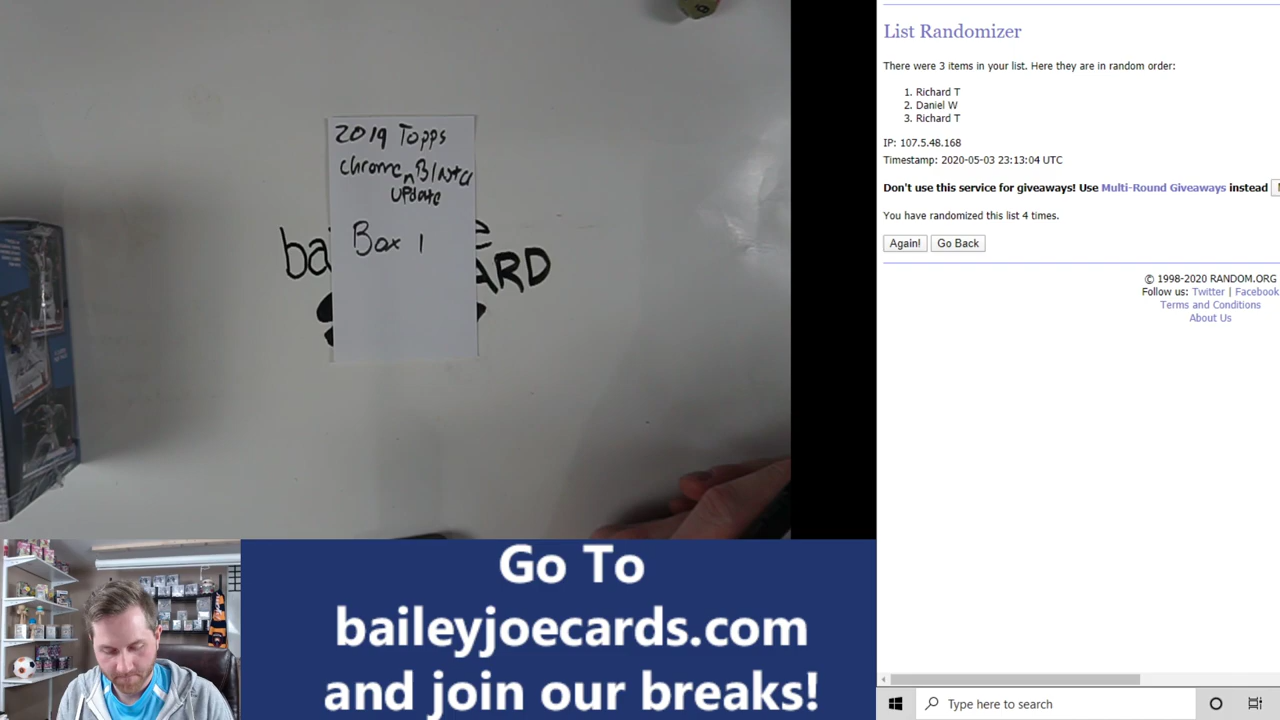 2019 Topps
chrome
update
Box 1
ba
e
ARD
Go To
baileyjoecards.com
and join our breaks!
List Randomizer
There were 3 items in your list. Here they are in random order:
1. Richard T
2. Daniel W
3. Richard T
IP: 107.5.48.168
Timestamp: 2020-05-03 23:13:04 UTC
Don't use this service for giveaways! Use Multi-Round Giveaways instead
You have randomized this list 4 times.
Again! Go Back
© 1998-2020 RANDOM.ORG
Follow us: Twitter | Facebook
Terms and Conditions
About Us
Type here to search